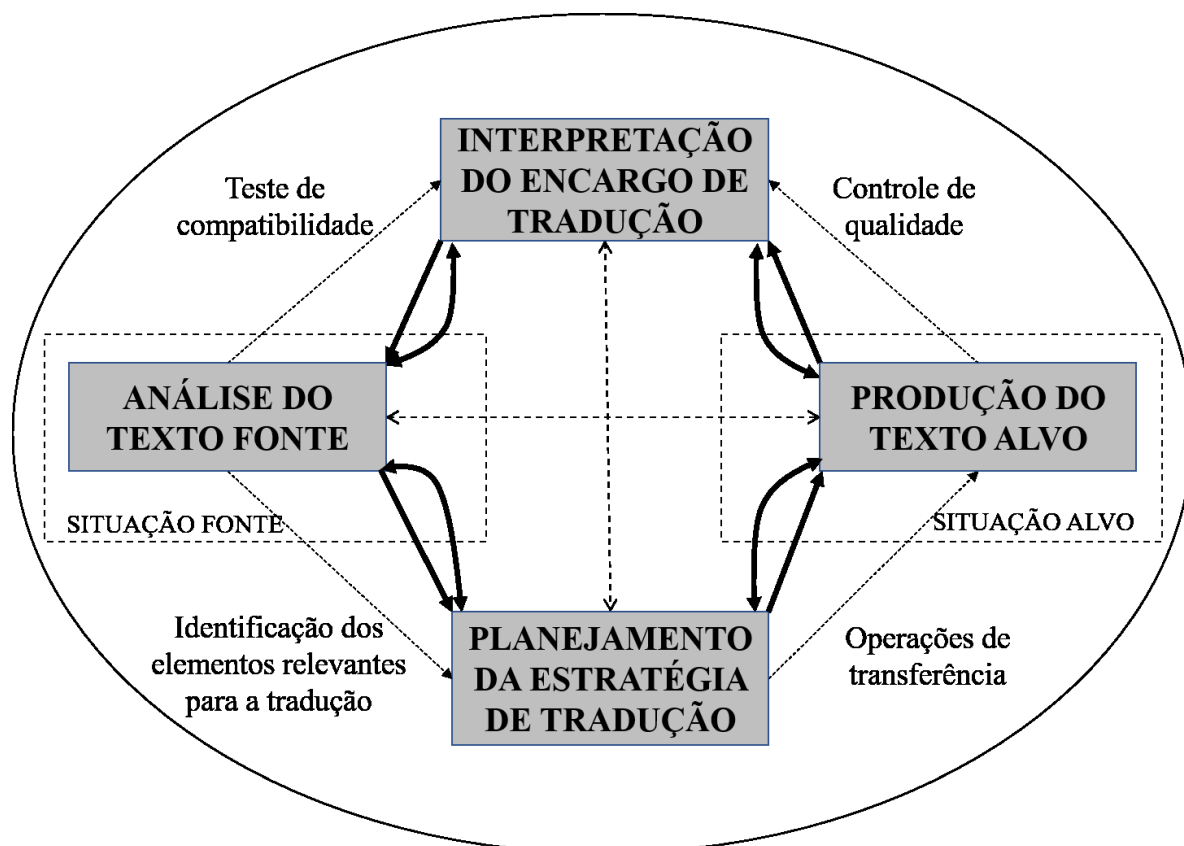 INTERPRETAÇÃO
DO ENCARGO DE
TRADUÇÃO
Teste de
compatibilidade
Controle de
qualidade
ANÁLISE DO
TEXTO FONTE
SITUAÇÃO FONTE
PRODUÇÃO DO
TEXTO ALVO
SITUAÇÃO ALVO
Identificação dos
elementos relevantes
para a tradução
PLANEJAMENTO
DA ESTRATÉGIA
DE TRADUÇÃO
Operações de
transferência